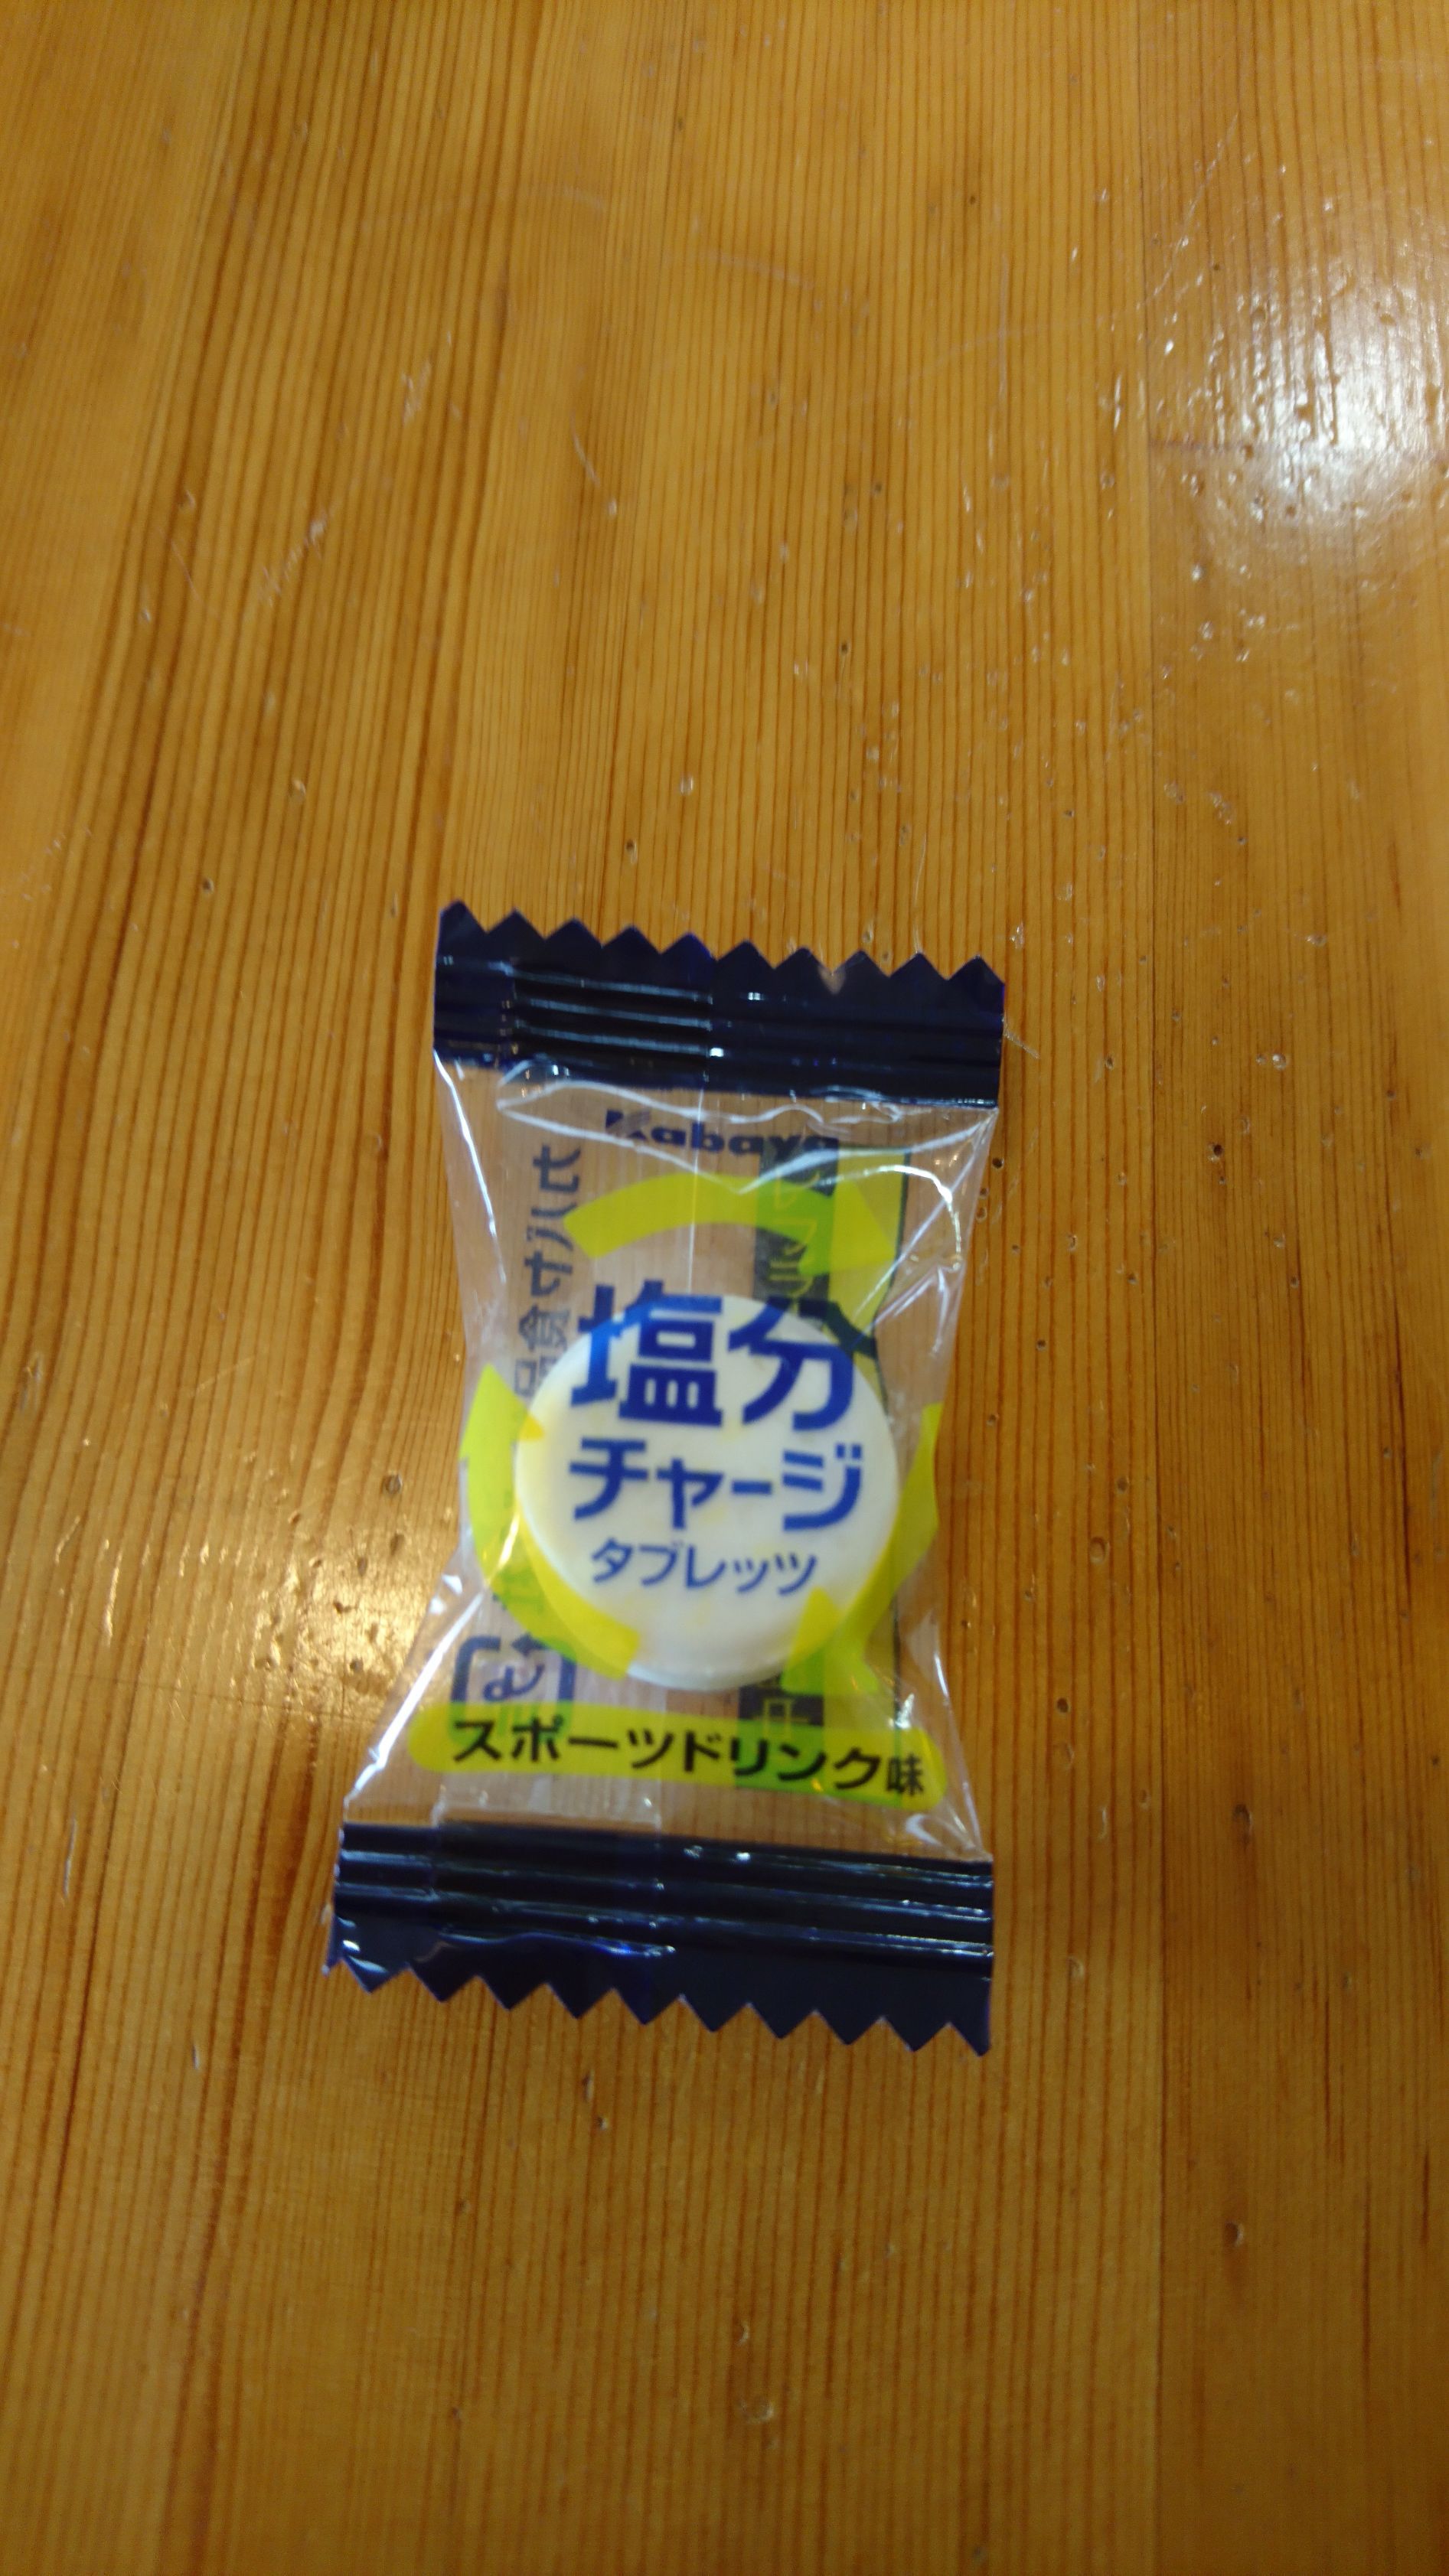 Kabaya
塩分
チャージ
タブレッツ
スポーツドリンク味